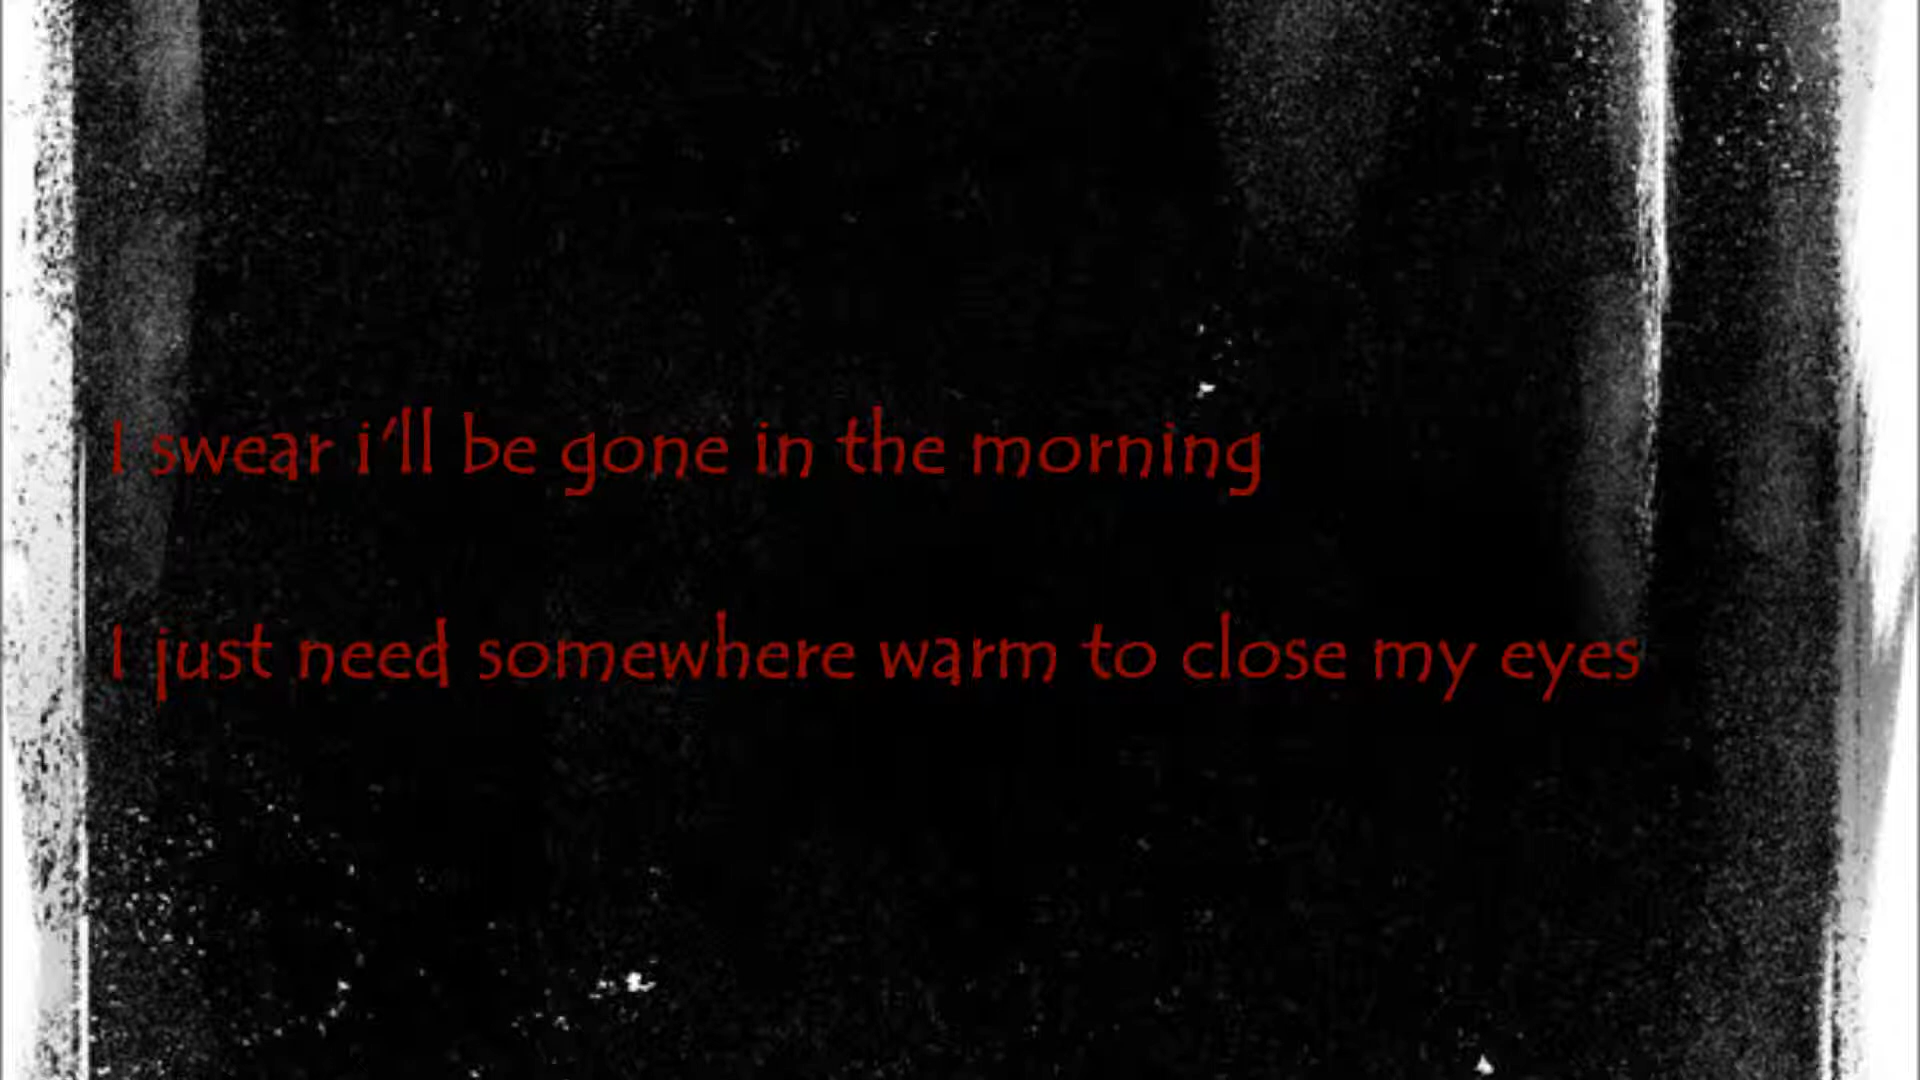 I swear i'll be gone in the morning
I just need somewhere warm to close my eyes